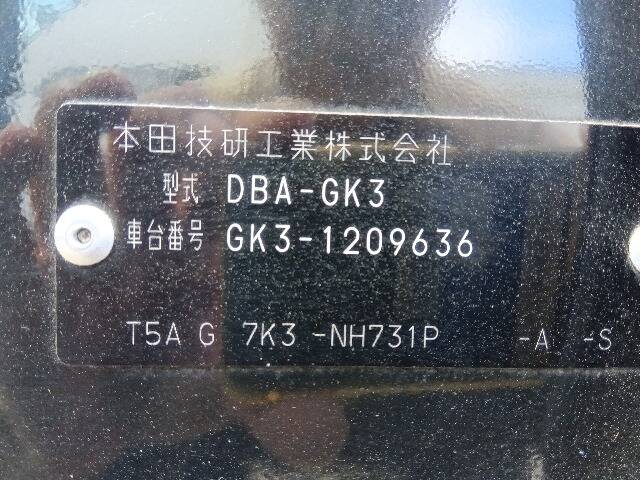 本田技研工業株式会社
型式 DBA-GK3
車台番号 GK3-1209636
T5A G 7K3 -NH731P -A -S